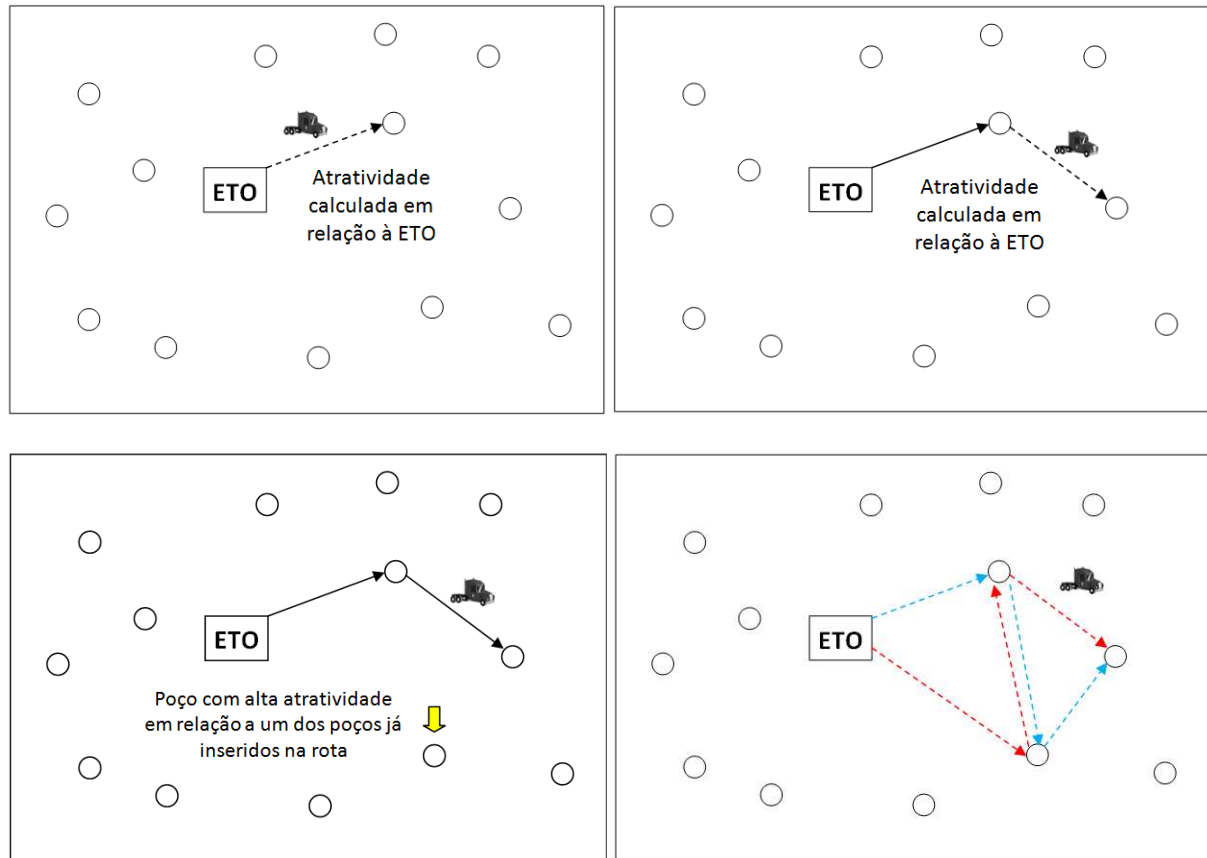 ETO
Atratividade
calculada em
relação à ETO
ETO
Atratividade
calculada em
relação à ETO
ETO
Poço com alta atratividade
em relação a um dos poços já
inseridos na rota
ETO